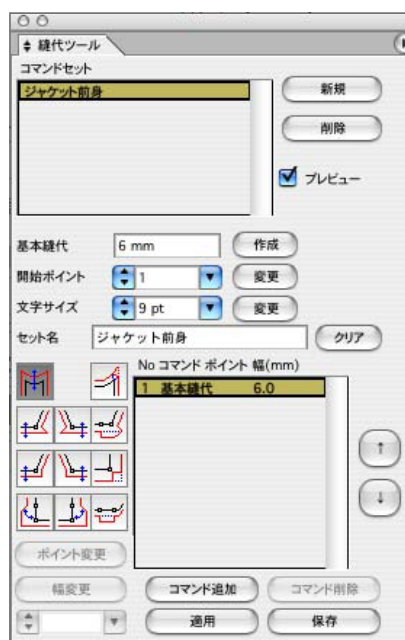 縫代ツール
コマンドセット
ジャケット前身
新規
削除
プレビュー
基本縫代 6 mm 作成
開始ポイント 1 変更
文字サイズ 9 pt 変更
セット名 ジャケット前身 クリア
No コマンド ポイント 幅(mm)
1 基本縫代 6.0
↑
↓
ポイント変更
幅変更 コマンド追加 コマンド削除
適用 保存